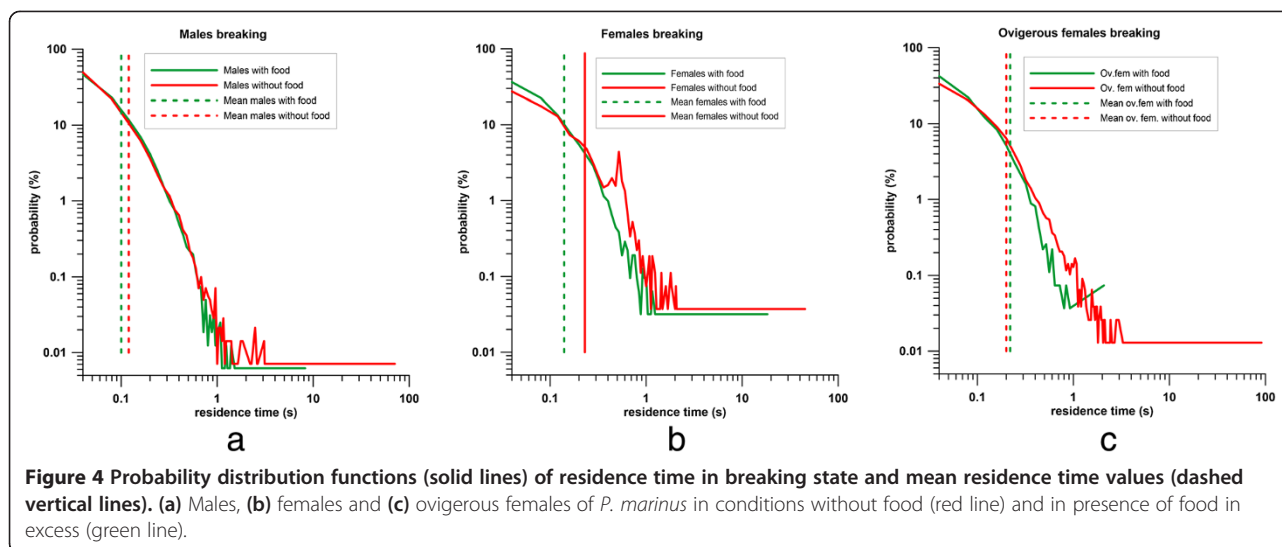 Males breaking
100
10
1
0.1
0.01
probability (%)
Males with food
Males without food
Mean males with food
Mean males without food
0.1
1
10
100
residence time (s)
a
Females breaking
100
10
1
0.1
0.01
probability (%)
Females with food
Females without food
Mean females with food
Mean females without food
0.1
1
10
100
residence time (s)
b
Ovigerous females breaking
100
10
1
0.1
0.01
probability (%)
Ov.fem with food
Ov. fem without food
Mean ov.fem with food
Mean ov. fem. without food
0.1
1
10
100
residence time (s)
c
Figure 4 Probability distribution functions (solid lines) of residence time in breaking state and mean residence time values (dashed
vertical lines). (a) Males, (b) females and (c) ovigerous females of P. marinus in conditions without food (red line) and in presence of food in
excess (green line).